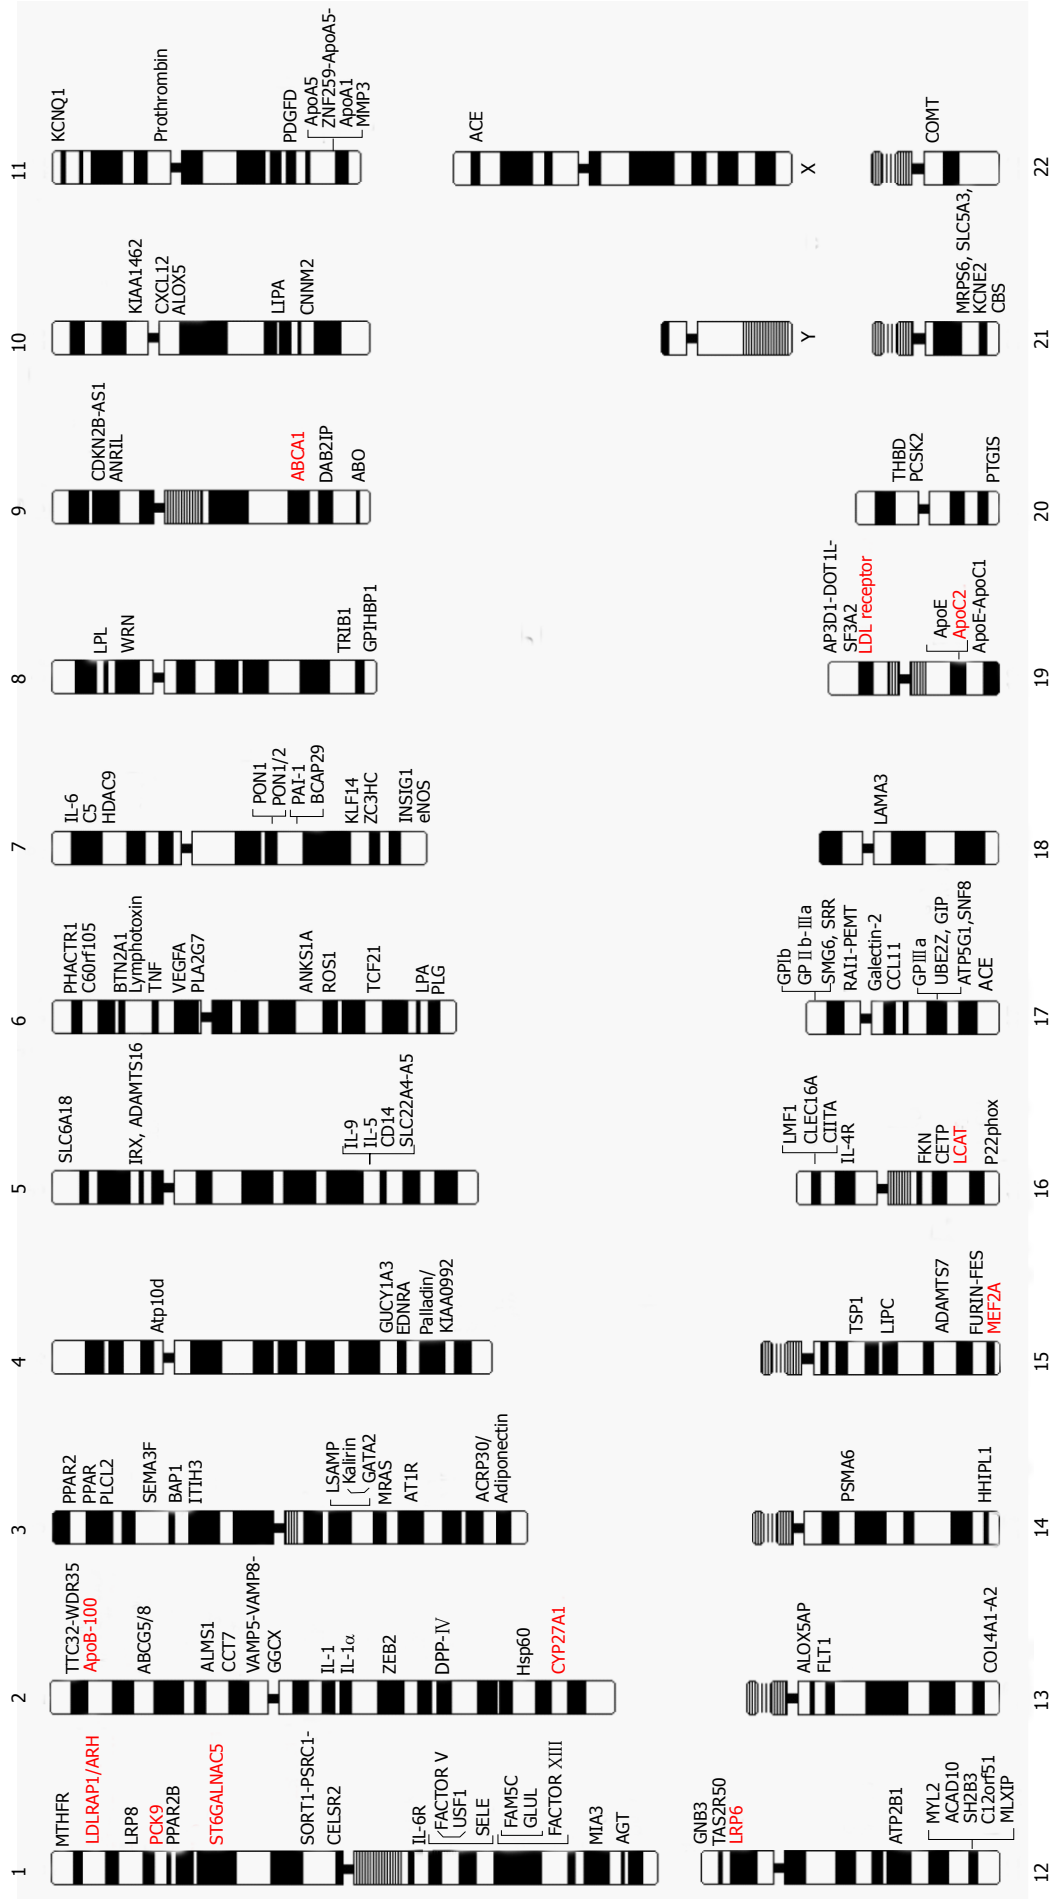 1
MTHFR
LDLRAP1/ARH
LRP8
PCK9
PPAR2B
ST6GALNAC5
SORT1-PSRC1-
CELSR2
IL-6R
FACTOR V
USF1
SELE
FAM5C
GLUL
FACTOR XIII
MIA3
AGT
2
TTC32-WDR35
ApoB-100
ABCG5/8
ALMS1
CCT7
VAMP5-VAMP8-
GGCX
IL-1
IL-1α
ZEB2
DPP-IV
Hsp60
CYP27A1
3
PPAR2
PPAR
PLCL2
SEMA3F
BAP1
ITIH3
LSAMP
Kalirin
GATA2
MRAS
AT1R
ACRP30/
Adiponectin
4
Atp10d
GUCY1A3
EDNRA
Palladin/
KIAA0992
5
SLC6A18
IRX, ADAMTS16
IL-9
IL-5
CD14
SLC22A4-A5
6
PHACTR1
C60rf105
BTN2A1
Lymphotoxin
TNF
VEGFA
PLA2G7
ANKS1A
ROS1
TCF21
LPA
PLG
7
IL-6
C5
HDAC9
PON1
PON1/2
PAI-1
BCAP29
KLF14
ZC3HC
INSIG1
eNOS
8
LPL
WRN
TRIB1
GPIHBP1
9
CDKN2B-AS1
ANRIL
ABCA1
DAB2IP
ABO
10
KIAA1462
CXCL12
ALOX5
LIPA
CNNM2
11
KCNQ1
Prothrombin
PDGFD
ApoA5
ZNF259-ApoA5-
ApoA1
MMP3
12
GNB3
TAS2R50
LRP6
ATP2B1
MYL2
ACAD10
SH2B3
C12orf51
MLXIP
13
ALOX5AP
FLT1
COL4A1-A2
14
PSMA6
HHIPL1
15
TSP1
LIPC
ADAMTS7
FURIN-FES
MEF2A
16
LMF1
CLEC16A
CIITA
IL-4R
FKN
CETP
LCAT
P22phox
17
GPIb
GP II b-IIIa
SMG6, SRR
RAI1-PEMT
Galectin-2
CCL11
GPIIIa
UBE2Z, GIP
ATP5G1,SNF8
ACE
18
LAMA3
19
AP3D1-DOT1L-
SF3A2
LDL receptor
ApoE
ApoC2
ApoE-ApoC1
20
THBD
PCSK2
PTGIS
21
MRPS6, SLC5A3,
KCNE2
CBS
22
COMT
Y
X
ACE